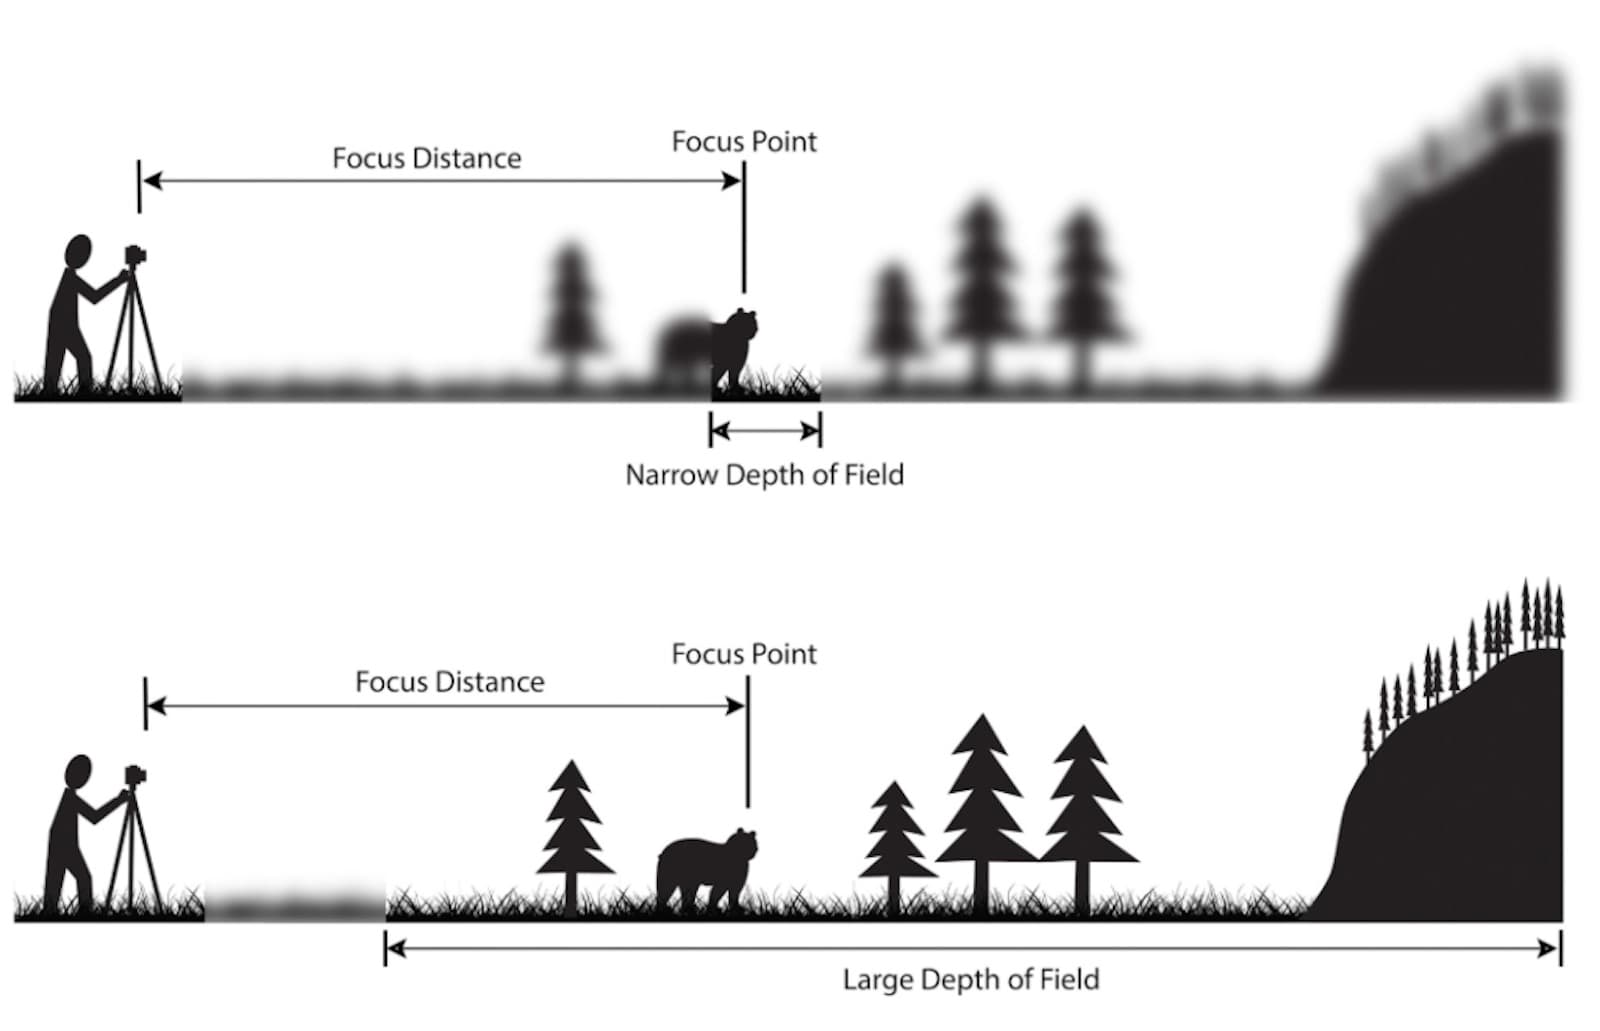 Focus Point
Focus Distance
Narrow Depth of Field
Focus Point
Focus Distance
Large Depth of Field